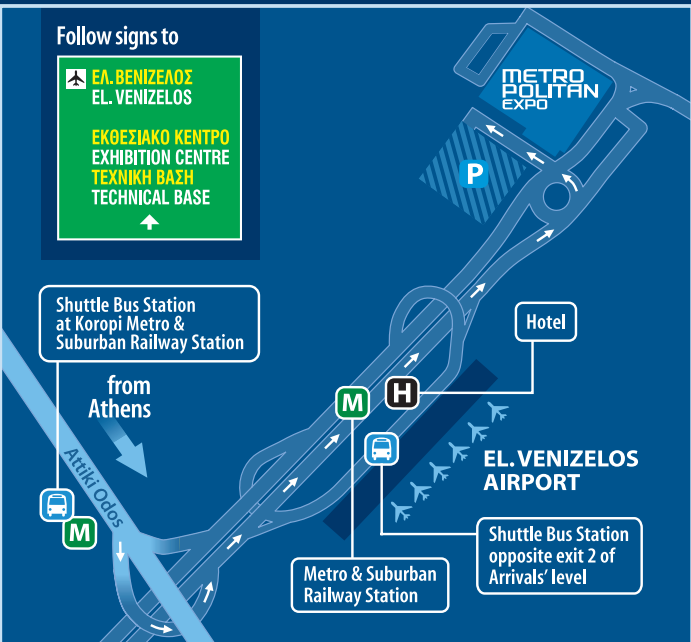 Follow signs to
ΕΛ. ΒΕΝΙΖΕΛΟΣ
EL. VENIZELOS
ΕΚΘΕΣΙΑΚΟ ΚΕΝΤΡΟ
EXHIBITION CENTRE
ΤΕΧΝΙΚΗ ΒΑΣΗ
TECHNICAL BASE
METRO
POLITAN
EXPO
P
Shuttle Bus Station
at Koropi Metro &
Suburban Railway Station
Hotel
from
Athens
M
H
Attiki Odos
EL. VENIZELOS
AIRPORT
M
Metro & Suburban
Railway Station
Shuttle Bus Station
opposite exit 2 of
Arrivals' level